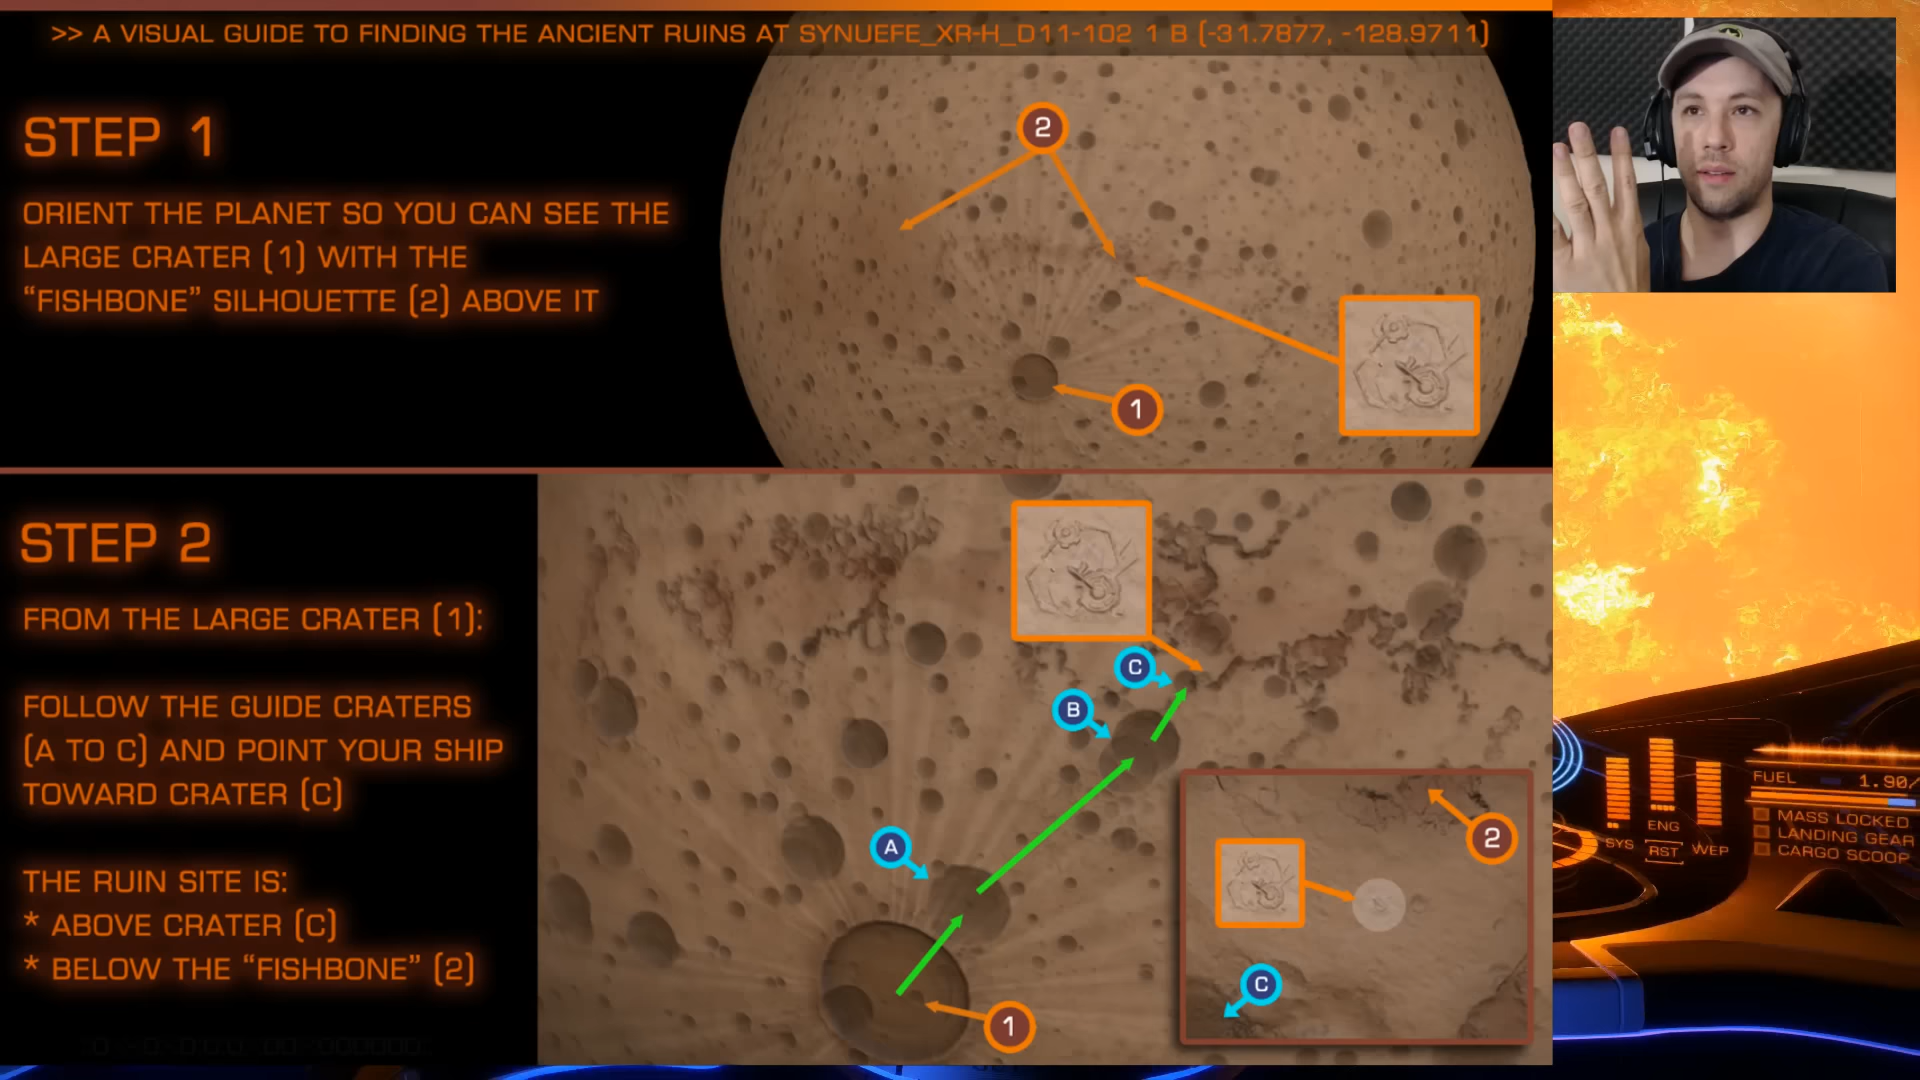 >> A VISUAL GUIDE TO FINDING THE ANCIENT RUINS AT SYNUEFE_XR-H_D11-102 1 B (-31.7877, -128.9711)
STEP 1
ORIENT THE PLANET SO YOU CAN SEE THE
LARGE CRATER (1) WITH THE
“FISHBONE” SILHOUETTE (2) ABOVE IT
2
1
STEP 2
FROM THE LARGE CRATER (1):
FOLLOW THE GUIDE CRATERS
(A TO C) AND POINT YOUR SHIP
TOWARD CRATER (C)
THE RUIN SITE IS:
* ABOVE CRATER (C)
* BELOW THE “FISHBONE” (2)
C
B
A
1
2
C
FUEL 1.90/
MASS LOCKED
LANDING GEAR
CARGO SCOOP
SYS
ENG
RST
WEP